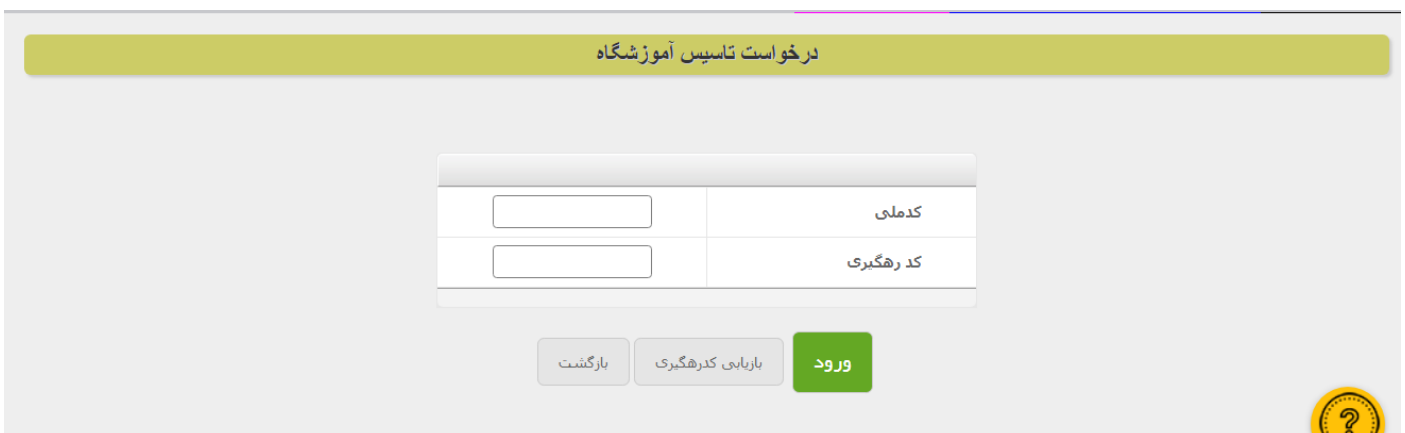 درخواست تاسیس آموزشگاه
کدملی
کد رهگیری
ورود بازیابی کدرهگیری بازگشت
?